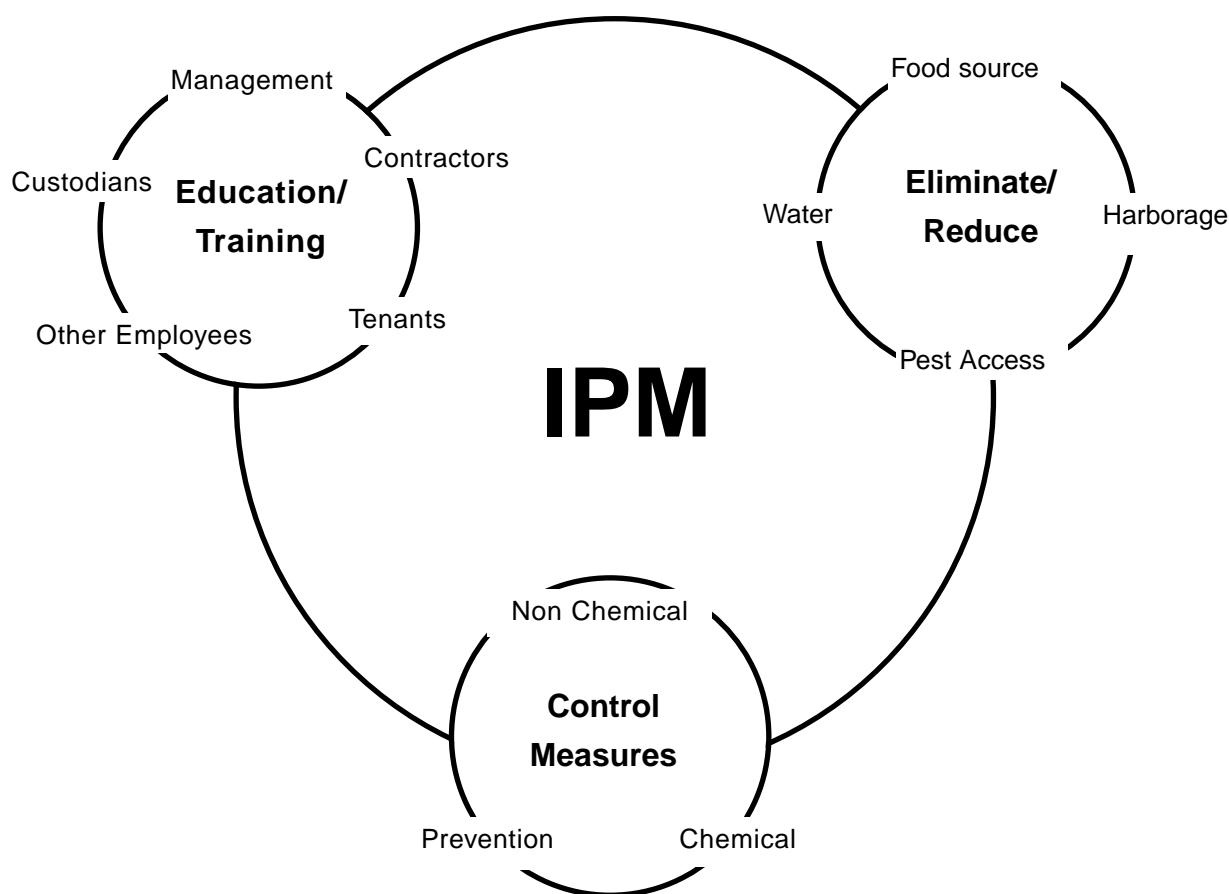 Management
Contractors
Custodians
Education/
Training
Other Employees
Tenants
Food source
Eliminate/
Reduce
Water
Harborage
Pest Access
IPM
Non Chemical
Control
Measures
Prevention
Chemical